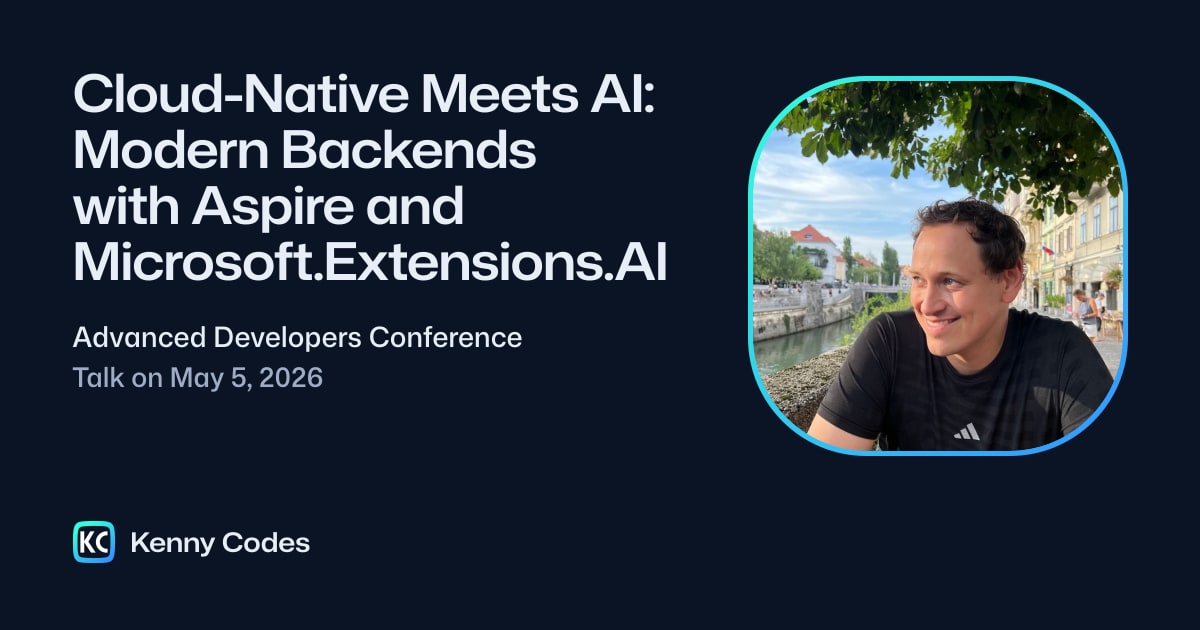 Cloud-Native Meets AI:
Modern Backends
with Aspire and
Microsoft.Extensions.AI
Advanced Developers Conference
Talk on May 5, 2026
KC
Kenny Codes